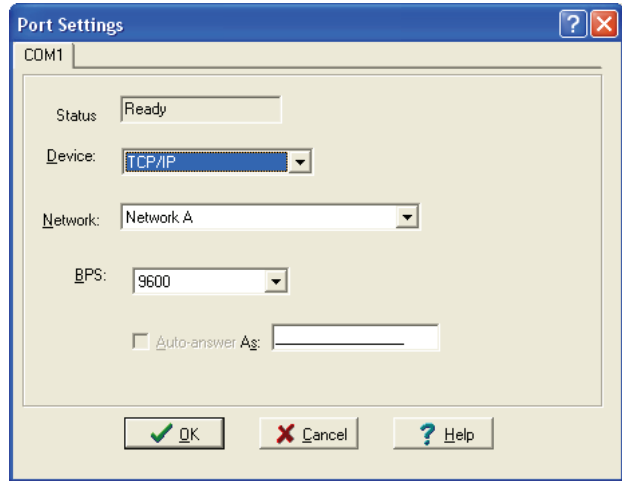 Port Settings
COM1
Status Ready
Device: TCP/IP
Network: Network A
BPS: 9600
Auto-answer As:
OK Cancel ? Help